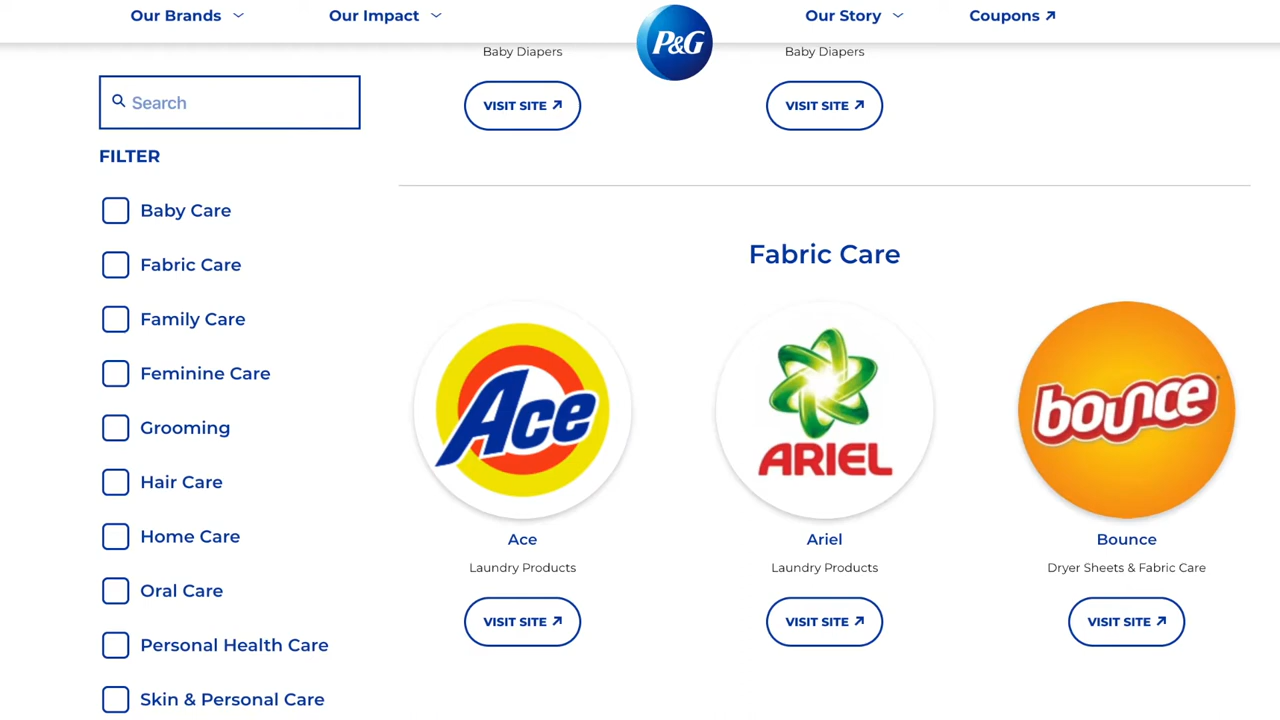 Our Brands
Our Impact
P&G
Our Story
Coupons
Search
FILTER
Baby Care
Fabric Care
Family Care
Feminine Care
Grooming
Hair Care
Home Care
Oral Care
Personal Health Care
Skin & Personal Care
Baby Diapers
Baby Diapers
VISIT SITE
VISIT SITE
Fabric Care
Ace
ARIEL
bounce
Ace
Ariel
Bounce
Laundry Products
Laundry Products
Dryer Sheets & Fabric Care
VISIT SITE
VISIT SITE
VISIT SITE